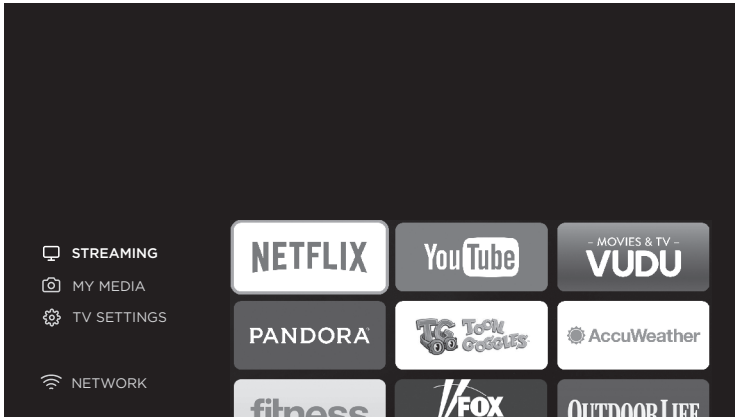 STREAMING
MY MEDIA
TV SETTINGS
NETWORK
NETFLIX
YouTube
– MOVIES & TV –
VUDU
PANDORA
TG TOON GOGGLES
AccuWeather
fitness
FOX
OUTDOOR LIFE